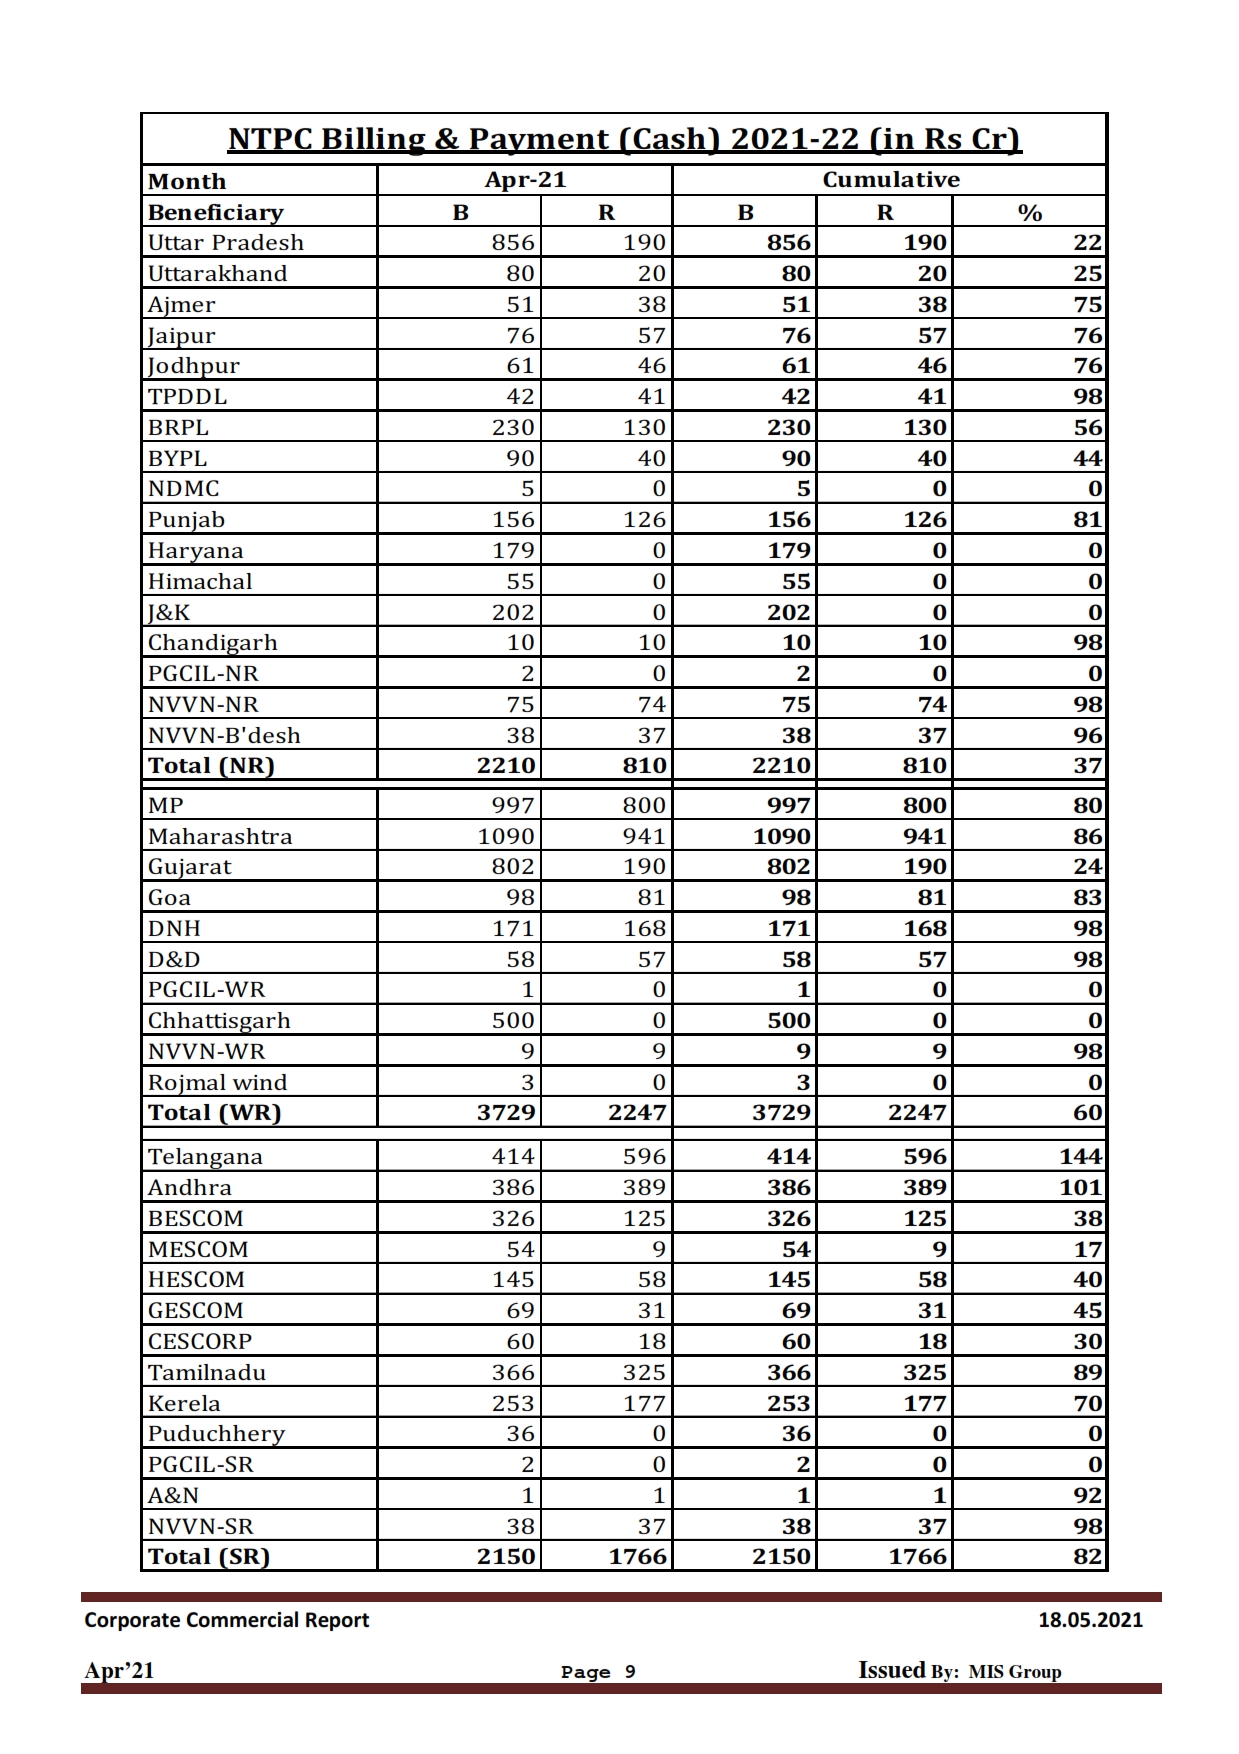 NTPC Billing & Payment (Cash) 2021-22 (in Rs Cr)
Month Apr-21 Cumulative
Beneficiary B R B R %
Uttar Pradesh 856 190 856 190 22
Uttarakhand 80 20 80 20 25
Ajmer 51 38 51 38 75
Jaipur 76 57 76 57 76
Jodhpur 61 46 61 46 76
TPDDL 42 41 42 41 98
BRPL 230 130 230 130 56
BYPL 90 40 90 40 44
NDMC 5 0 5 0 0
Punjab 156 126 156 126 81
Haryana 179 0 179 0 0
Himachal 55 0 55 0 0
J&K 202 0 202 0 0
Chandigarh 10 10 10 10 98
PGCIL-NR 2 0 2 0 0
NVVN-NR 75 74 75 74 98
NVVN-B'desh 38 37 38 37 96
Total (NR) 2210 810 2210 810 37
MP 997 800 997 800 80
Maharashtra 1090 941 1090 941 86
Gujarat 802 190 802 190 24
Goa 98 81 98 81 83
DNH 171 168 171 168 98
D&D 58 57 58 57 98
PGCIL-WR 1 0 1 0 0
Chhattisgarh 500 0 500 0 0
NVVN-WR 9 9 9 9 98
Rojmal wind 3 0 3 0 0
Total (WR) 3729 2247 3729 2247 60
Telangana 414 596 414 596 144
Andhra 386 389 386 389 101
BESCOM 326 125 326 125 38
MESCOM 54 9 54 9 17
HESCOM 145 58 145 58 40
GESCOM 69 31 69 31 45
CESCORP 60 18 60 18 30
Tamilnadu 366 325 366 325 89
Kerela 253 177 253 177 70
Puduchhery 36 0 36 0 0
PGCIL-SR 2 0 2 0 0
A&N 1 1 1 1 92
NVVN-SR 38 37 38 37 98
Total (SR) 2150 1766 2150 1766 82
Corporate Commercial Report 18.05.2021
Apr’21 Page 9 Issued By: MIS Group